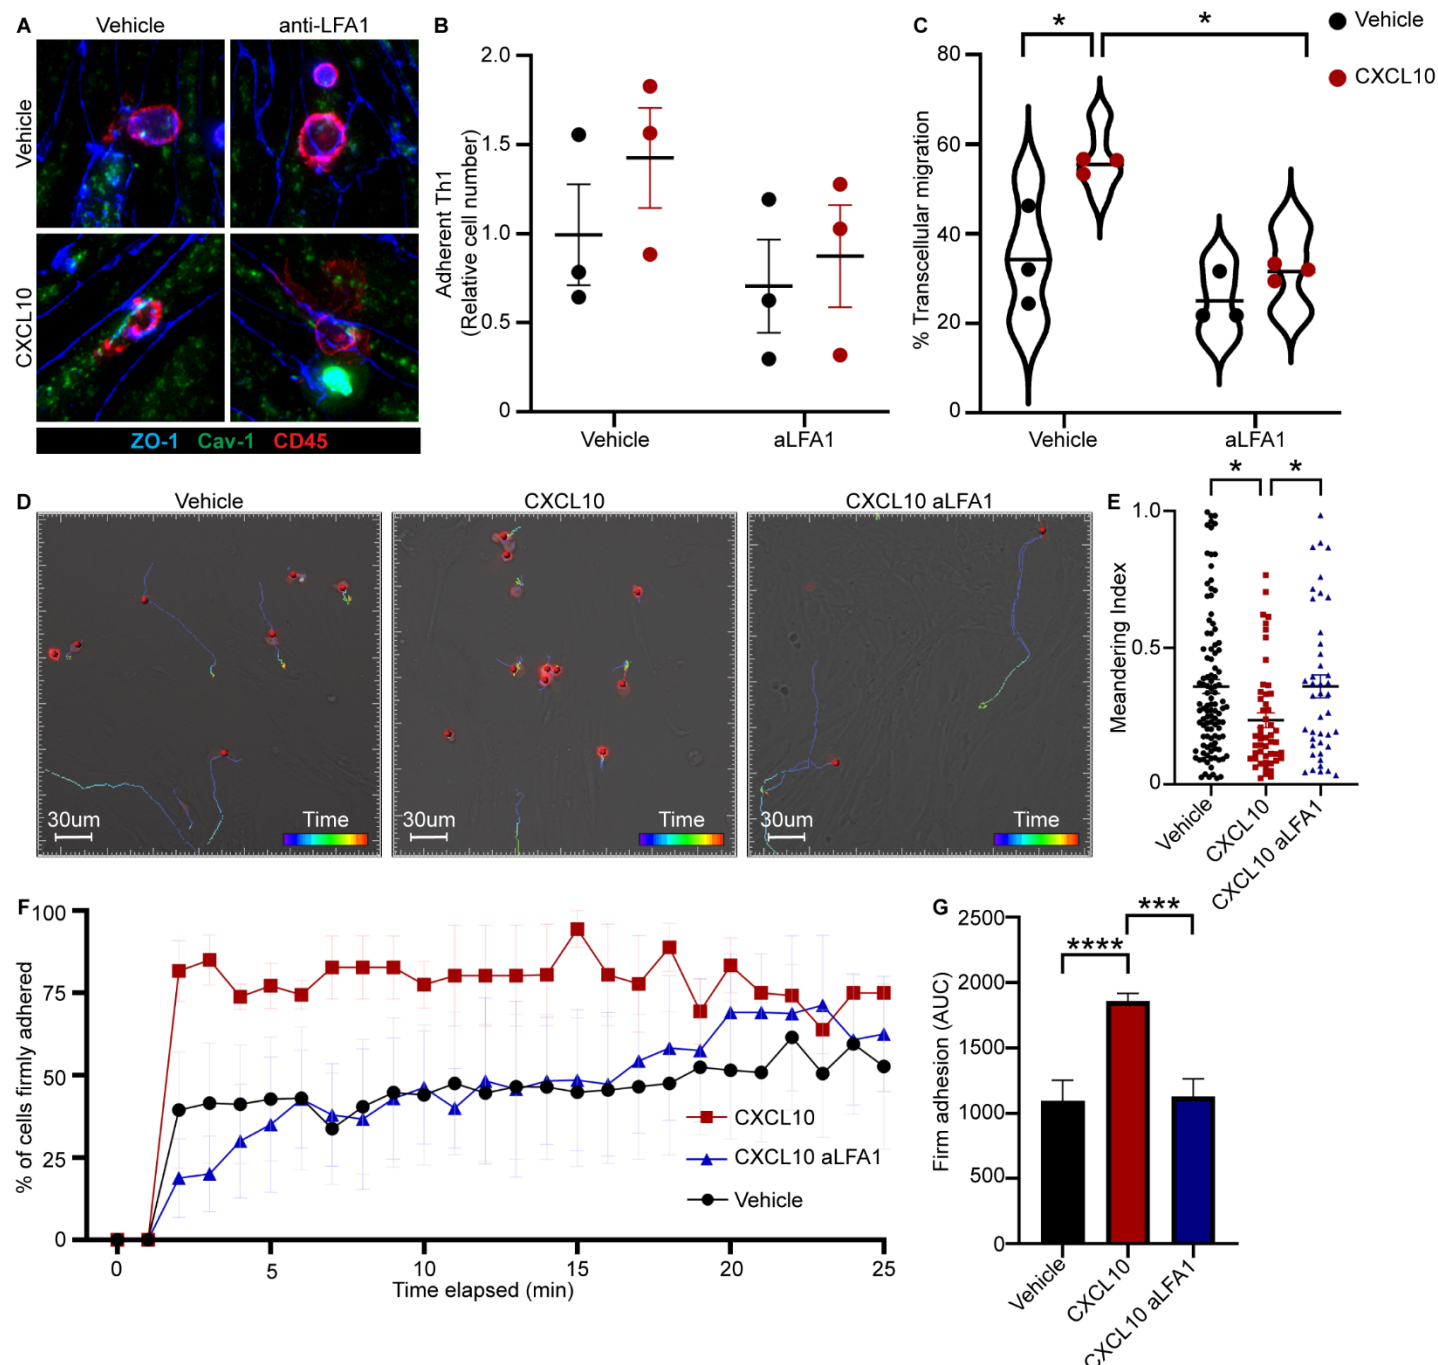 A
Vehicle
anti-LFA1
Vehicle
CXCL10
ZO-1 Cav-1 CD45
B
Adherent Th1
(Relative cell number)
2.0
1.5
1.0
0.5
0
Vehicle
aLFA1
C
% Transcellular migration
80
60
40
20
0
*
*
Vehicle
aLFA1
Vehicle
CXCL10
D
Vehicle
CXCL10
CXCL10 aLFA1
30um
Time
30um
Time
30um
Time
E
Meandering Index
1.0
0.5
0
*
*
Vehicle
CXCL10
CXCL10 aLFA1
F
% of cells firmly adhered
100
75
50
25
0
0
5
10
15
20
25
Time elapsed (min)
CXCL10
CXCL10 aLFA1
Vehicle
G
Firm adhesion (AUC)
2500
2000
1500
1000
500
0
****
***
Vehicle
CXCL10
CXCL10 aLFA1